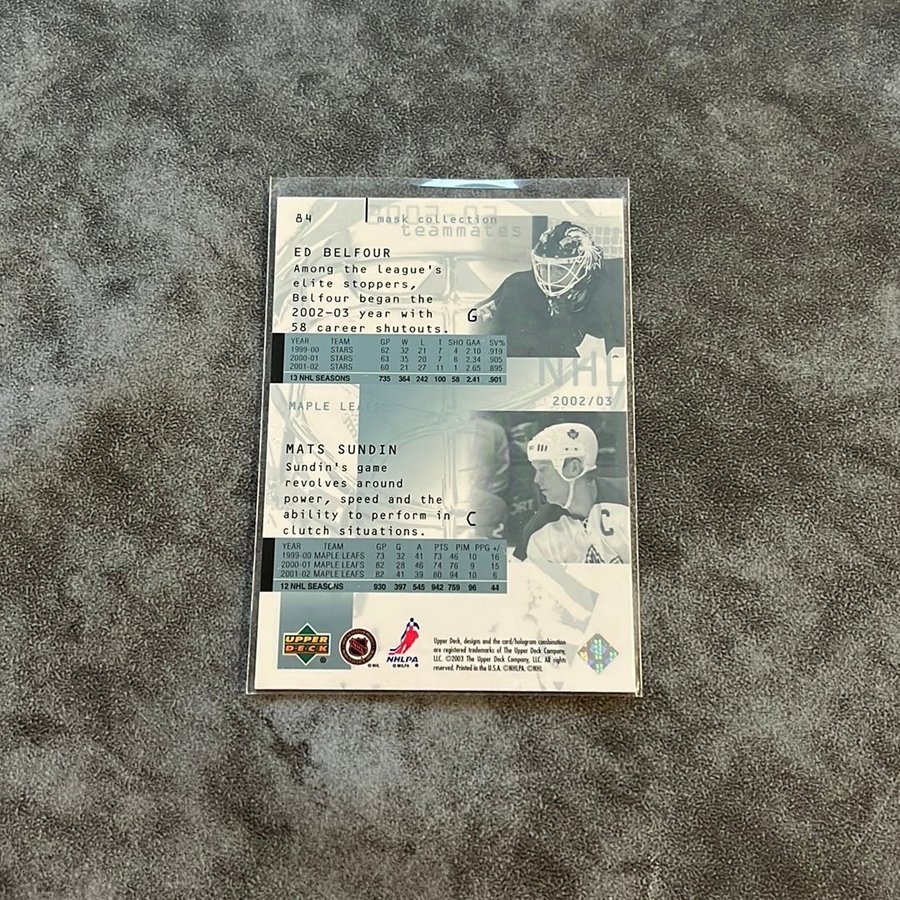 84
mask collection
teammates
ED BELFOUR
Among the league's
elite stoppers,
Belfour began the
2002-03 year with
58 career shutouts.
G
YEAR TEAM GP W L T SHO GAA SV%
1999-00 STARS 62 32 21 7 4 2.10 .919
2000-01 STARS 63 35 20 7 8 2.34 .905
2001-02 STARS 60 21 27 11 1 2.65 .895
13 NHL SEASONS 735 364 242 100 58 2.41 .901
NHL
2002/03
MAPLE LEAFS
MATS SUNDIN
Sundin's game
revolves around
power, speed and the
ability to perform in
clutch situations.
C
C
YEAR TEAM GP G A PTS PIM PPG +/-
1999-00 MAPLE LEAFS 73 32 41 73 46 10 16
2000-01 MAPLE LEAFS 82 28 46 74 76 9 15
2001-02 MAPLE LEAFS 82 41 39 80 94 10 6
12 NHL SEASONS 930 397 545 942 759 96 44
UPPER
DECK
®
©NHL
NHLPA
©NHLPA
Upper Deck, designs and the card/hologram combination
are registered trademarks of The Upper Deck Company,
LLC. ©2003 The Upper Deck Company, LLC. All rights
reserved. Printed in the U.S.A. ©NHLPA. ©NHL